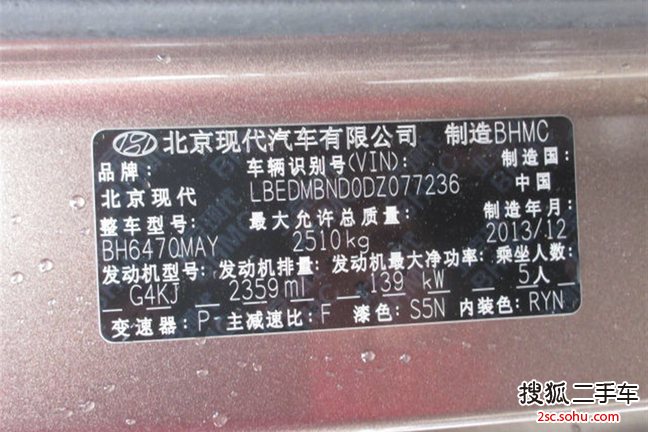 北京现代汽车有限公司 制造BHMC
品牌: 车辆识别号(VIN): 制造国:
北京现代 LBEDMBND0DZ077236 中国
整车型号: 最大允许总质量: 制造年月:
BH6470MAY 2510kg 2013/12
发动机型号: 发动机排量: 发动机最大净功率: 乘坐人数:
G4KJ 2359ml 139 kW 5人
变速器: P- 主减速比: F 漆色: S5N 内装色: RYN
搜狐二手车
2sc.sohu.com